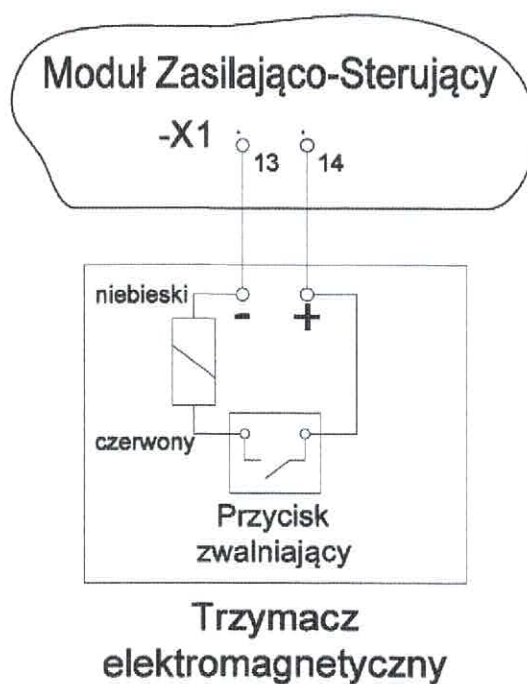 Moduł Zasilająco-Sterujący
-X1
13
14
niebieski
- +
czerwony
Przycisk
zwalniający
Trzymacz
elektromagnetyczny